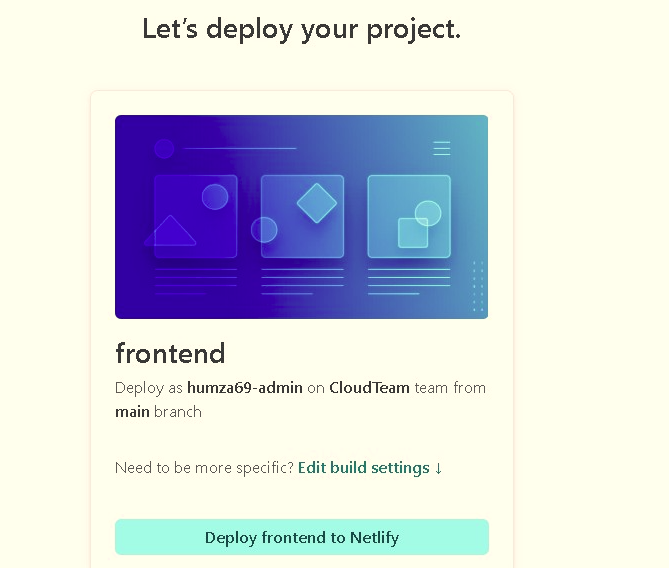 Let’s deploy your project.
frontend
Deploy as humza69-admin on CloudTeam team from
main branch
Need to be more specific? Edit build settings ↓
Deploy frontend to Netlify